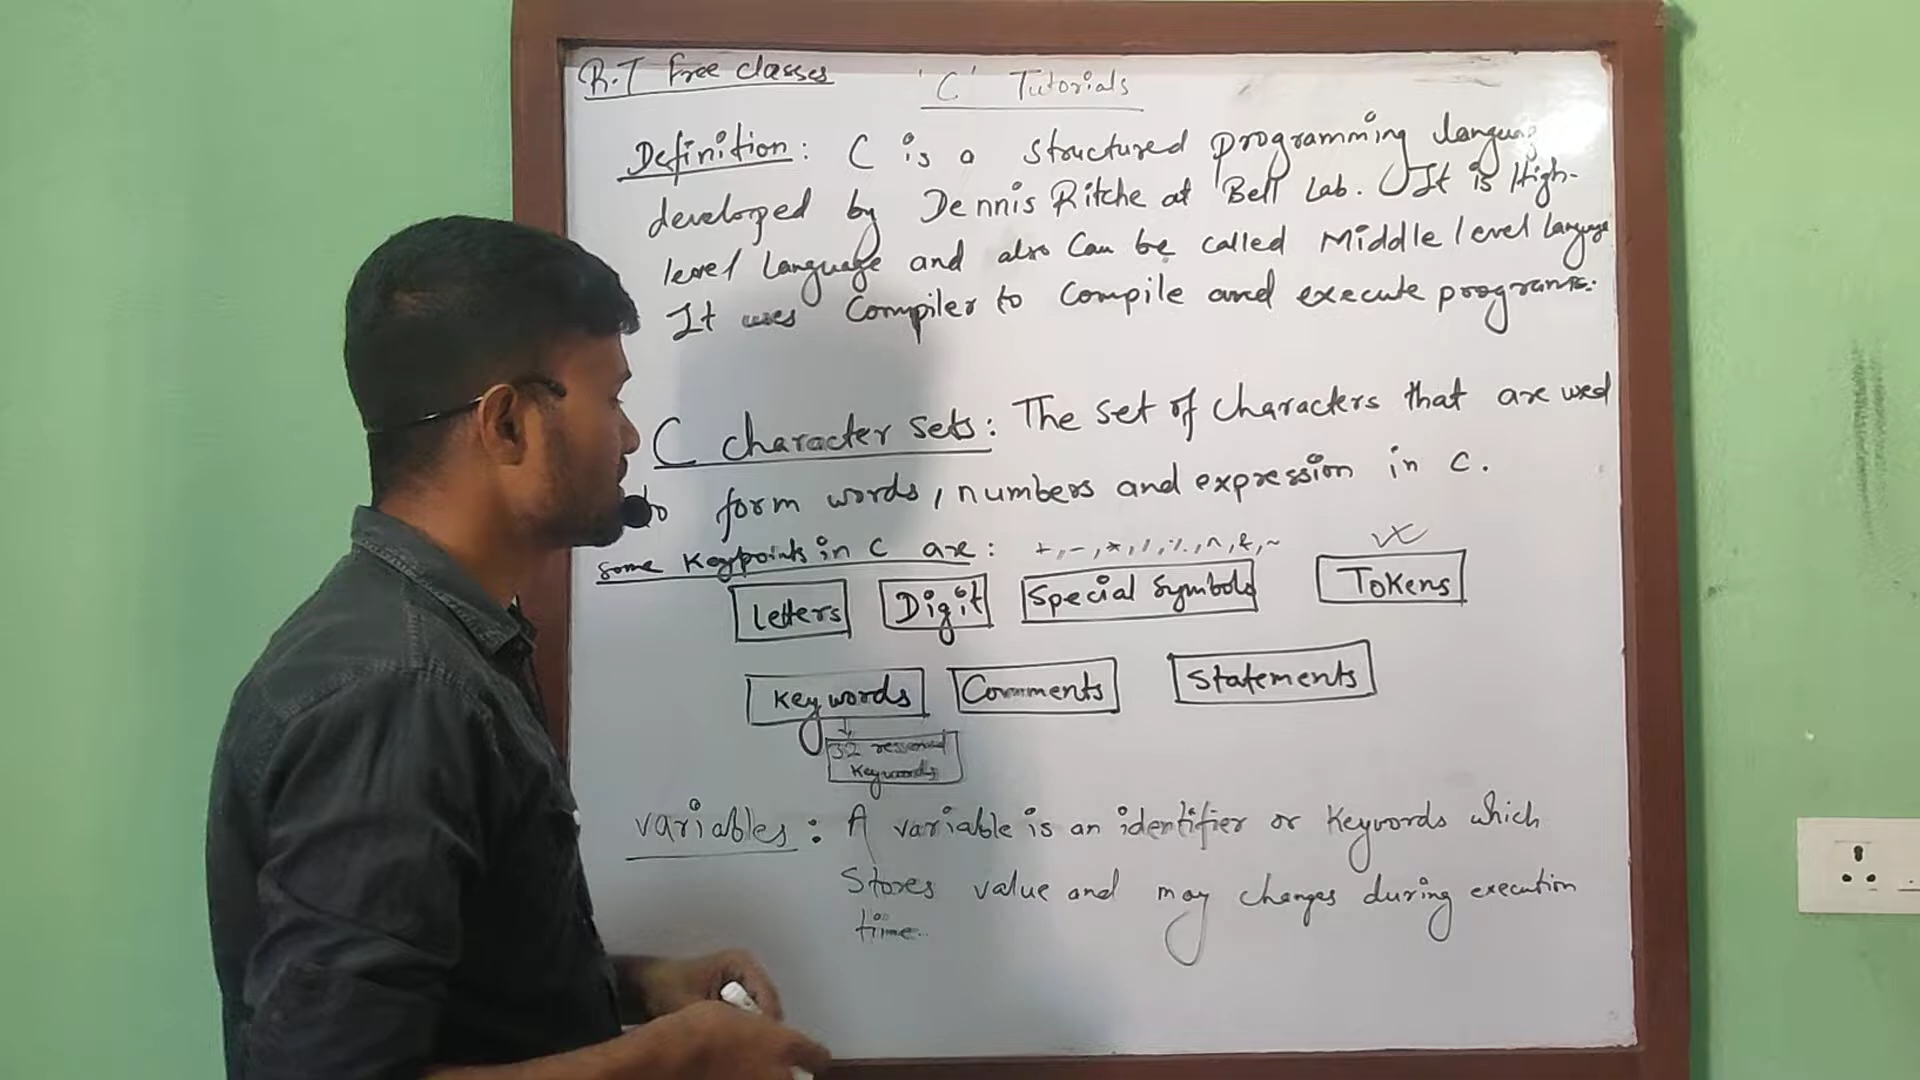 R.T Free classes
'C' Tutorials
Definition: C is a structured programming
developed by Dennis Ritche at Bell Lab. It is High-
level Language and also Can be called Middle level Language
It uses Compiler to Compile and execute programs.
C character sets: The set of characters that are used
to form words, numbers and expression in C.
some Keypoints in C are:
+, -, *, /, %, ^, &, ~
Letters Digit Special Symbols Tokens
Keywords Comments Statements
32 reserved
Keywords
variables: A variable is an identifier or Keywords which
Stores value and may changes during execution
time.